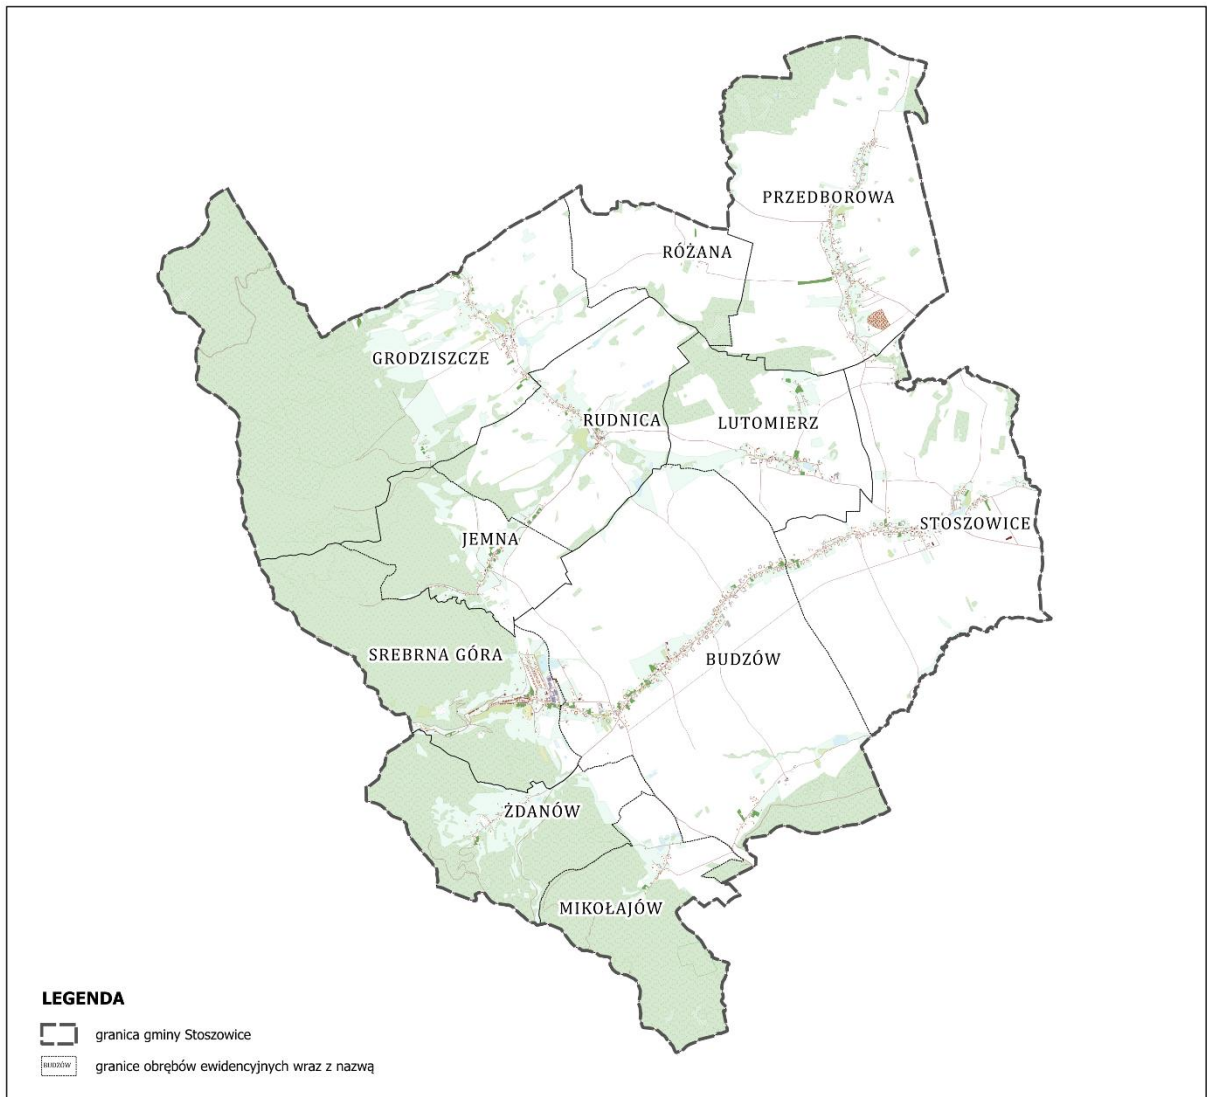 PRZEDBOROWA
RÓŻANA
GRODZISZCZE
RUDNICA
LUTOMIERZ
STOSZOWICE
JEMNA
SREBRNA GÓRA
BUDZÓW
ŻDANÓW
MIKOŁAJÓW
LEGENDA
granica gminy Stoszowice
BUDZÓW granice obrębów ewidencyjnych wraz z nazwą